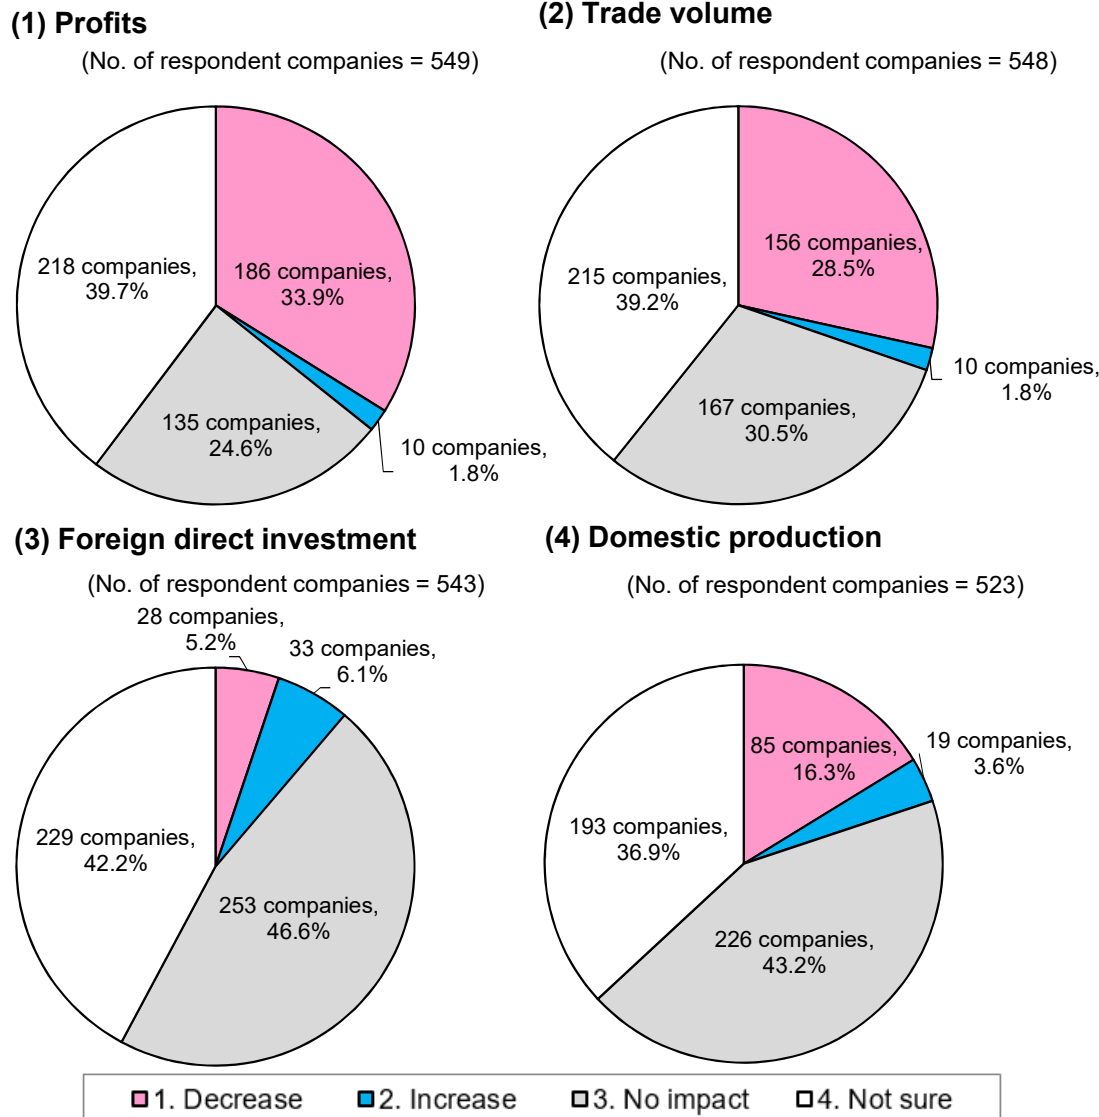 (1) Profits
(No. of respondent companies = 549)
218 companies,
39.7%
186 companies,
33.9%
135 companies,
24.6%
10 companies,
1.8%
(2) Trade volume
(No. of respondent companies = 548)
215 companies,
39.2%
156 companies,
28.5%
167 companies,
30.5%
10 companies,
1.8%
(3) Foreign direct investment
(No. of respondent companies = 543)
28 companies,
5.2%
33 companies,
6.1%
229 companies,
42.2%
253 companies,
46.6%
(4) Domestic production
(No. of respondent companies = 523)
85 companies,
16.3%
19 companies,
3.6%
193 companies,
36.9%
226 companies,
43.2%
1. Decrease 2. Increase 3. No impact 4. Not sure